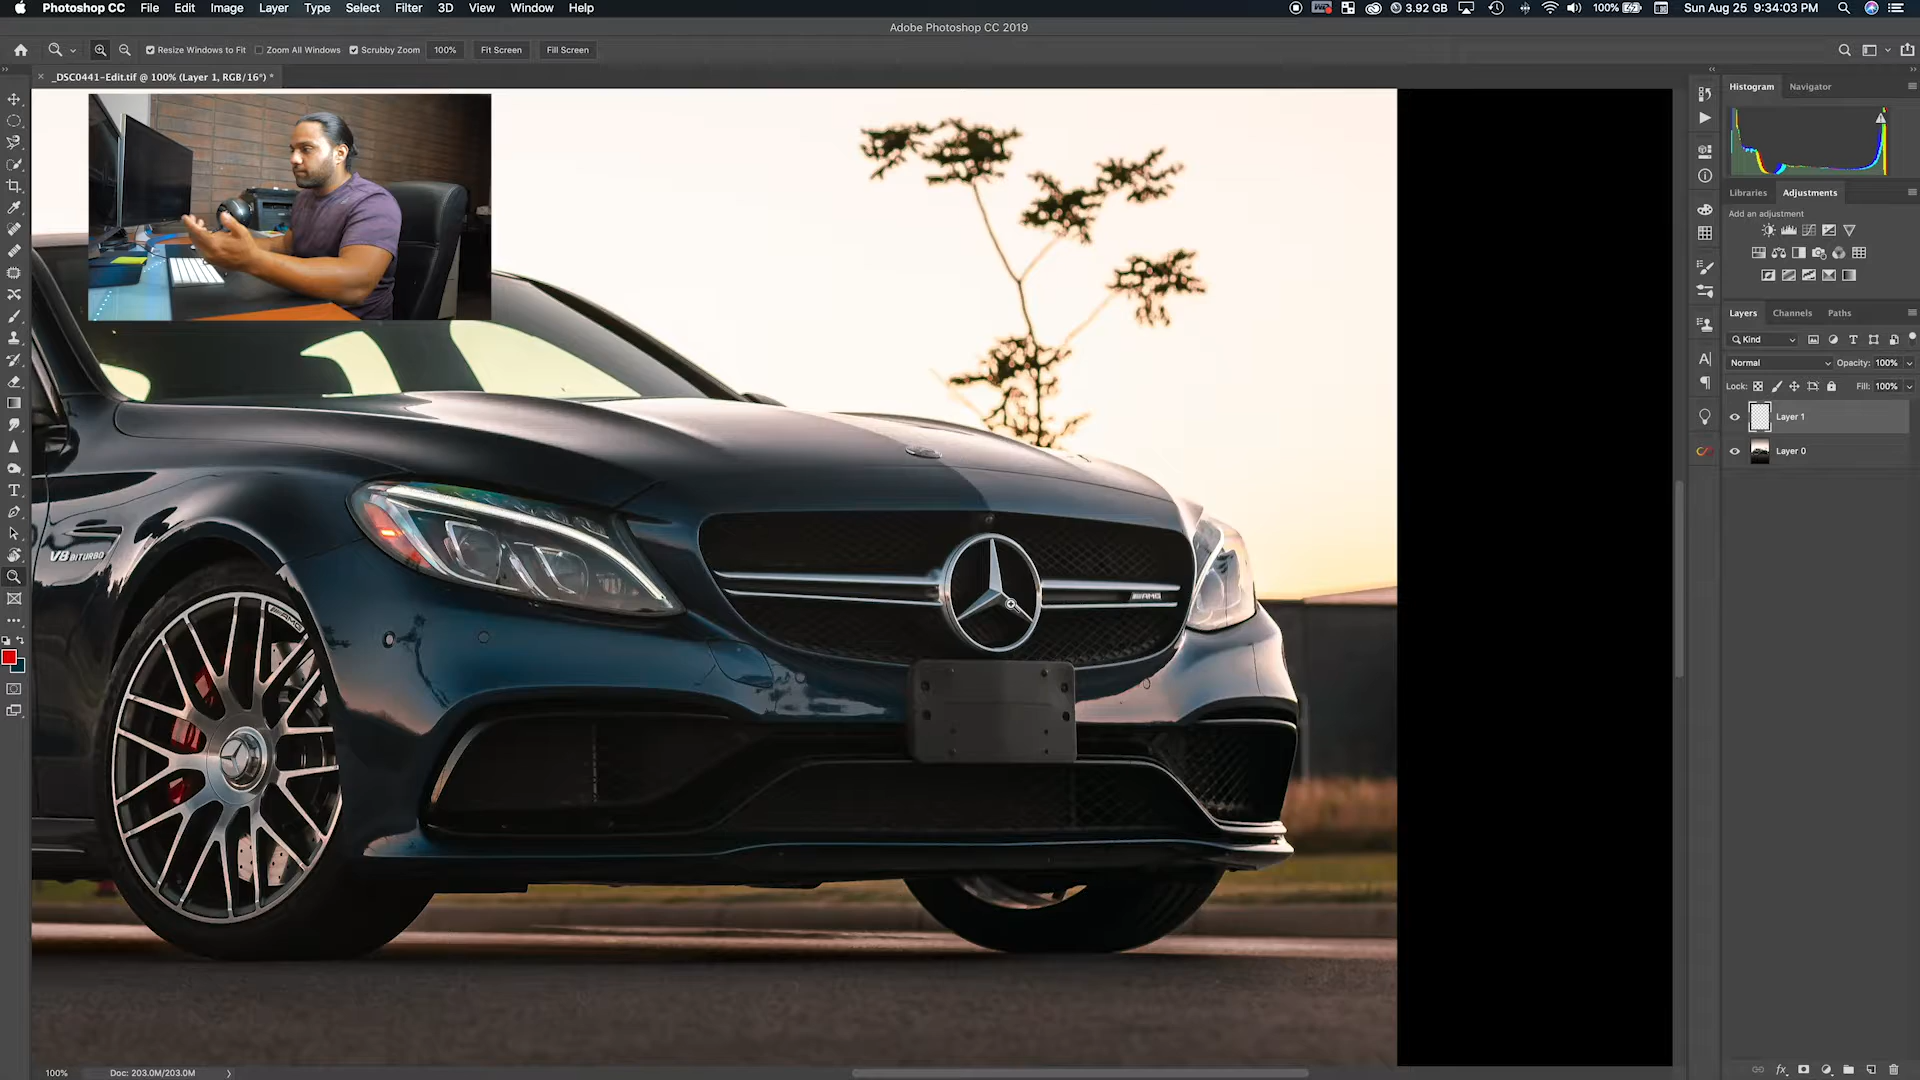 Photoshop CC File Edit Image Layer Type Select Filter 3D View Window Help 3.92 GB 100% Sun Aug 25 9:34:03 PM
Adobe Photoshop CC 2019
Resize Windows to Fit Zoom All Windows Scrubby Zoom 100% Fit Screen Fill Screen
_DSC0441-Edit.tif @ 100% (Layer 1, RGB/16*) *
Histogram Navigator
Libraries Adjustments
Add an adjustment
Layers Channels Paths
Kind
Normal Opacity: 100%
Lock: Fill: 100%
Layer 1
Layer 0
V8 BITURBO
AMG
AMG
100% Doc: 203.0M/203.0M